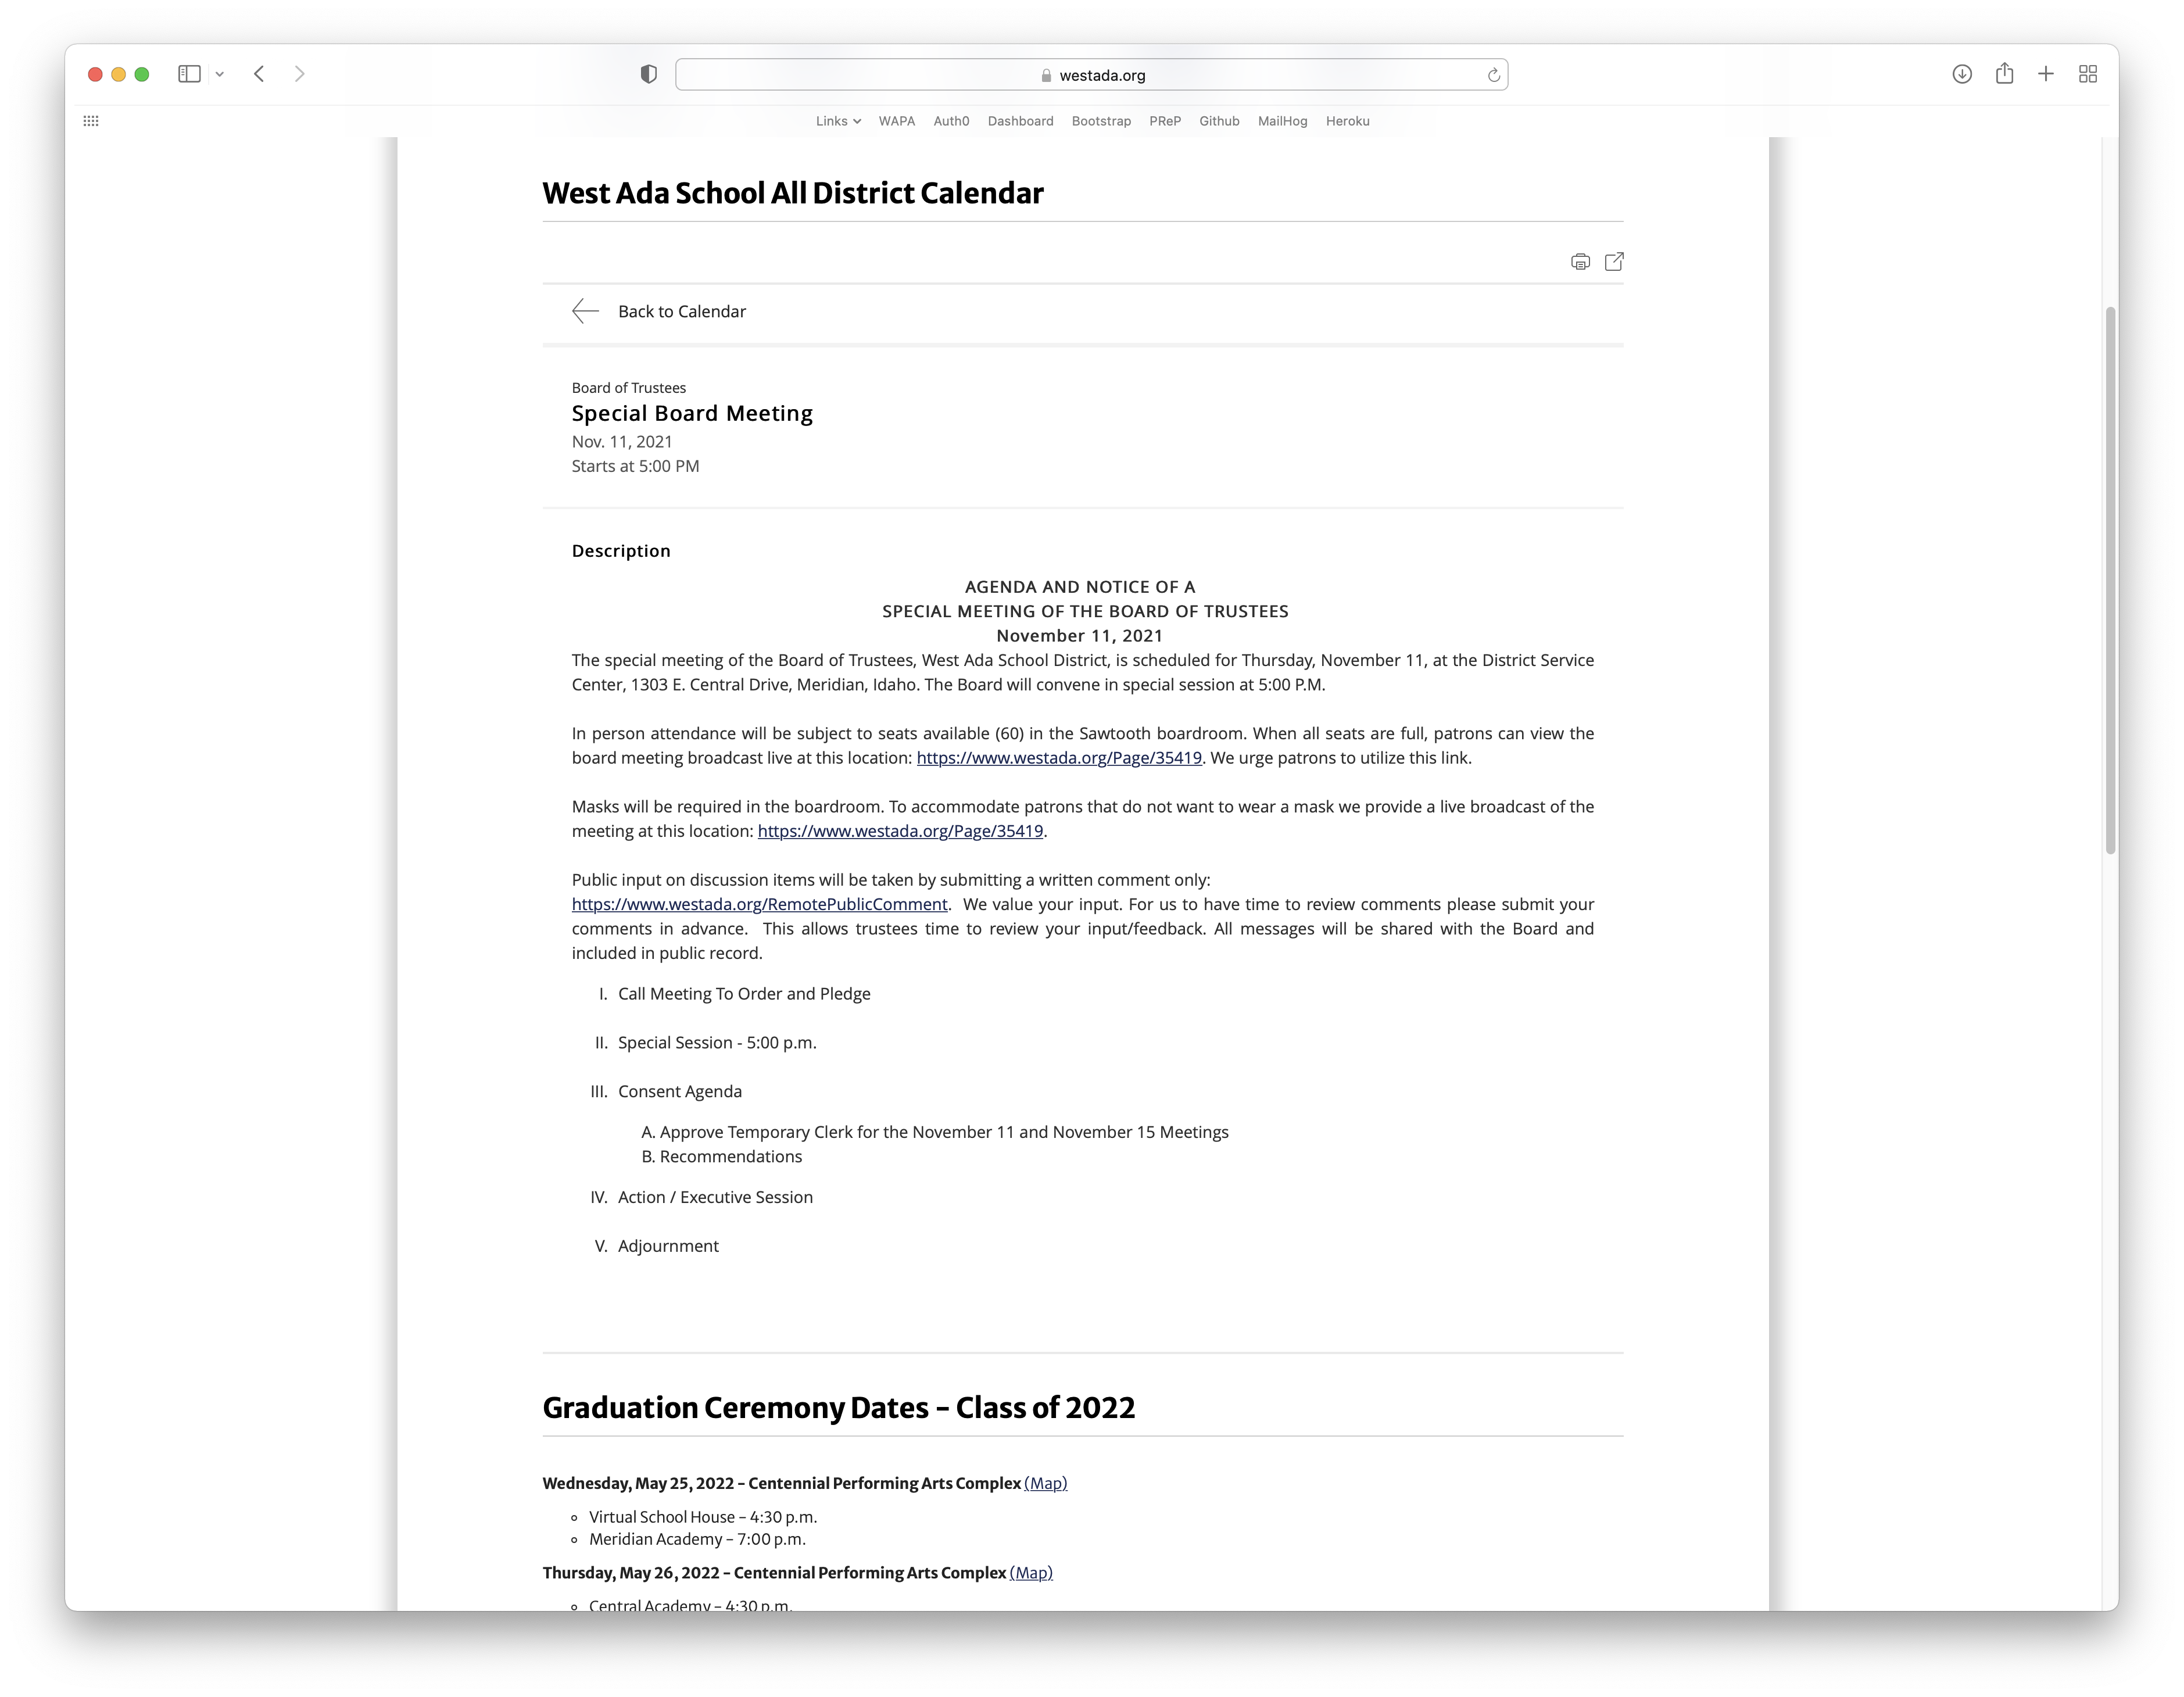 westada.org
Links WAPA Auth0 Dashboard Bootstrap PReP Github MailHog Heroku
West Ada School All District Calendar
Back to Calendar
Board of Trustees
Special Board Meeting
Nov. 11, 2021
Starts at 5:00 PM
Description
AGENDA AND NOTICE OF A
SPECIAL MEETING OF THE BOARD OF TRUSTEES
November 11, 2021
The special meeting of the Board of Trustees, West Ada School District, is scheduled for Thursday, November 11, at the District Service
Center, 1303 E. Central Drive, Meridian, Idaho. The Board will convene in special session at 5:00 P.M.
In person attendance will be subject to seats available (60) in the Sawtooth boardroom. When all seats are full, patrons can view the
board meeting broadcast live at this location: https://www.westada.org/Page/35419. We urge patrons to utilize this link.
Masks will be required in the boardroom. To accommodate patrons that do not want to wear a mask we provide a live broadcast of the
meeting at this location: https://www.westada.org/Page/35419.
Public input on discussion items will be taken by submitting a written comment only:
https://www.westada.org/RemotePublicComment. We value your input. For us to have time to review comments please submit your
comments in advance. This allows trustees time to review your input/feedback. All messages will be shared with the Board and
included in public record.
I. Call Meeting To Order and Pledge
II. Special Session - 5:00 p.m.
III. Consent Agenda
A. Approve Temporary Clerk for the November 11 and November 15 Meetings
B. Recommendations
IV. Action / Executive Session
V. Adjournment
Graduation Ceremony Dates – Class of 2022
Wednesday, May 25, 2022 – Centennial Performing Arts Complex (Map)
Virtual School House – 4:30 p.m.
Meridian Academy – 7:00 p.m.
Thursday, May 26, 2022 – Centennial Performing Arts Complex (Map)
Central Academy – 4:30 p.m.